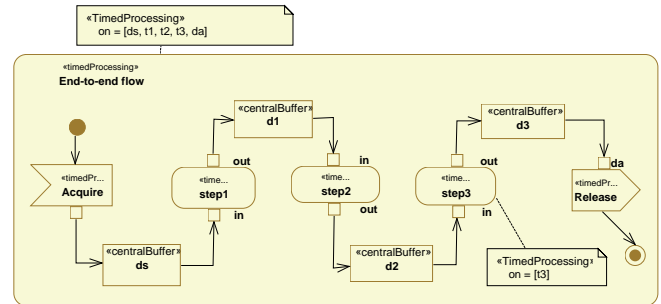 «TimedProcessing»
on = [ds, t1, t2, t3, da]
«timedProcessing»
End-to-end flow
«centralBuffer»
d1
«centralBuffer»
d3
out
in
out
da
«timedPr...
Acquire
«time...
step1
«time...
step2
«time...
step3
«timedPr...
Release
in
out
in
«centralBuffer»
ds
«centralBuffer»
d2
«TimedProcessing»
on = [t3]